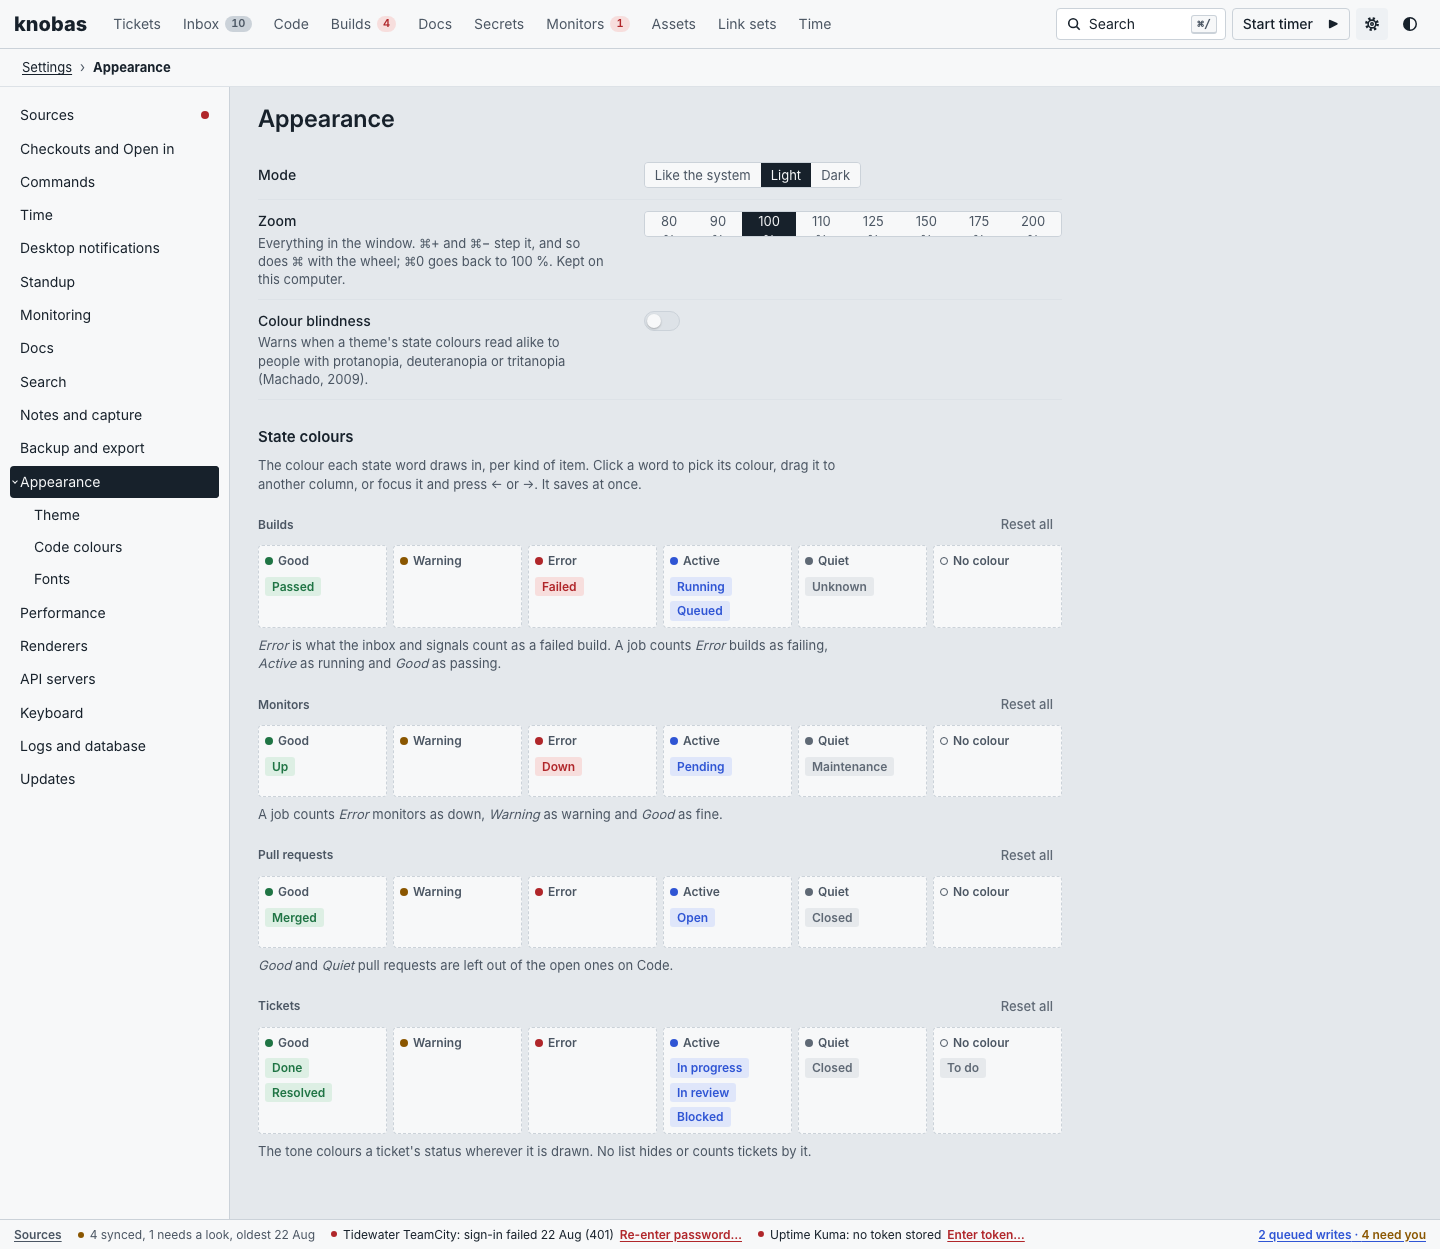 knobas Tickets Inbox 10 Code Builds 4 Docs Secrets Monitors 1 Assets Link sets Time Search ⌘/ Start timer
Settings › Appearance
Sources
Checkouts and Open in
Commands
Time
Desktop notifications
Standup
Monitoring
Docs
Search
Notes and capture
Backup and export
Appearance
Theme
Code colours
Fonts
Performance
Renderers
API servers
Keyboard
Logs and database
Updates
Appearance
Mode
Like the system Light Dark
Zoom
80 90 100 110 125 150 175 200
Everything in the window. ⌘+ and ⌘− step it, and so
does ⌘ with the wheel; ⌘0 goes back to 100 %. Kept on
this computer.
Colour blindness
Warns when a theme's state colours read alike to
people with protanopia, deuteranopia or tritanopia
(Machado, 2009).
State colours
The colour each state word draws in, per kind of item. Click a word to pick its colour, drag it to
another column, or focus it and press ← or →. It saves at once.
Builds Reset all
Good Warning Error Active Quiet No colour
Passed Failed Running Unknown
Queued
Error is what the inbox and signals count as a failed build. A job counts Error builds as failing,
Active as running and Good as passing.
Monitors Reset all
Good Warning Error Active Quiet No colour
Up Down Pending Maintenance
A job counts Error monitors as down, Warning as warning and Good as fine.
Pull requests Reset all
Good Warning Error Active Quiet No colour
Merged Open Closed
Good and Quiet pull requests are left out of the open ones on Code.
Tickets Reset all
Good Warning Error Active Quiet No colour
Done In progress Closed To do
Resolved In review
Blocked
The tone colours a ticket's status wherever it is drawn. No list hides or counts tickets by it.
Sources 4 synced, 1 needs a look, oldest 22 Aug Tidewater TeamCity: sign-in failed 22 Aug (401) Re-enter password... Uptime Kuma: no token stored Enter token... 2 queued writes · 4 need you